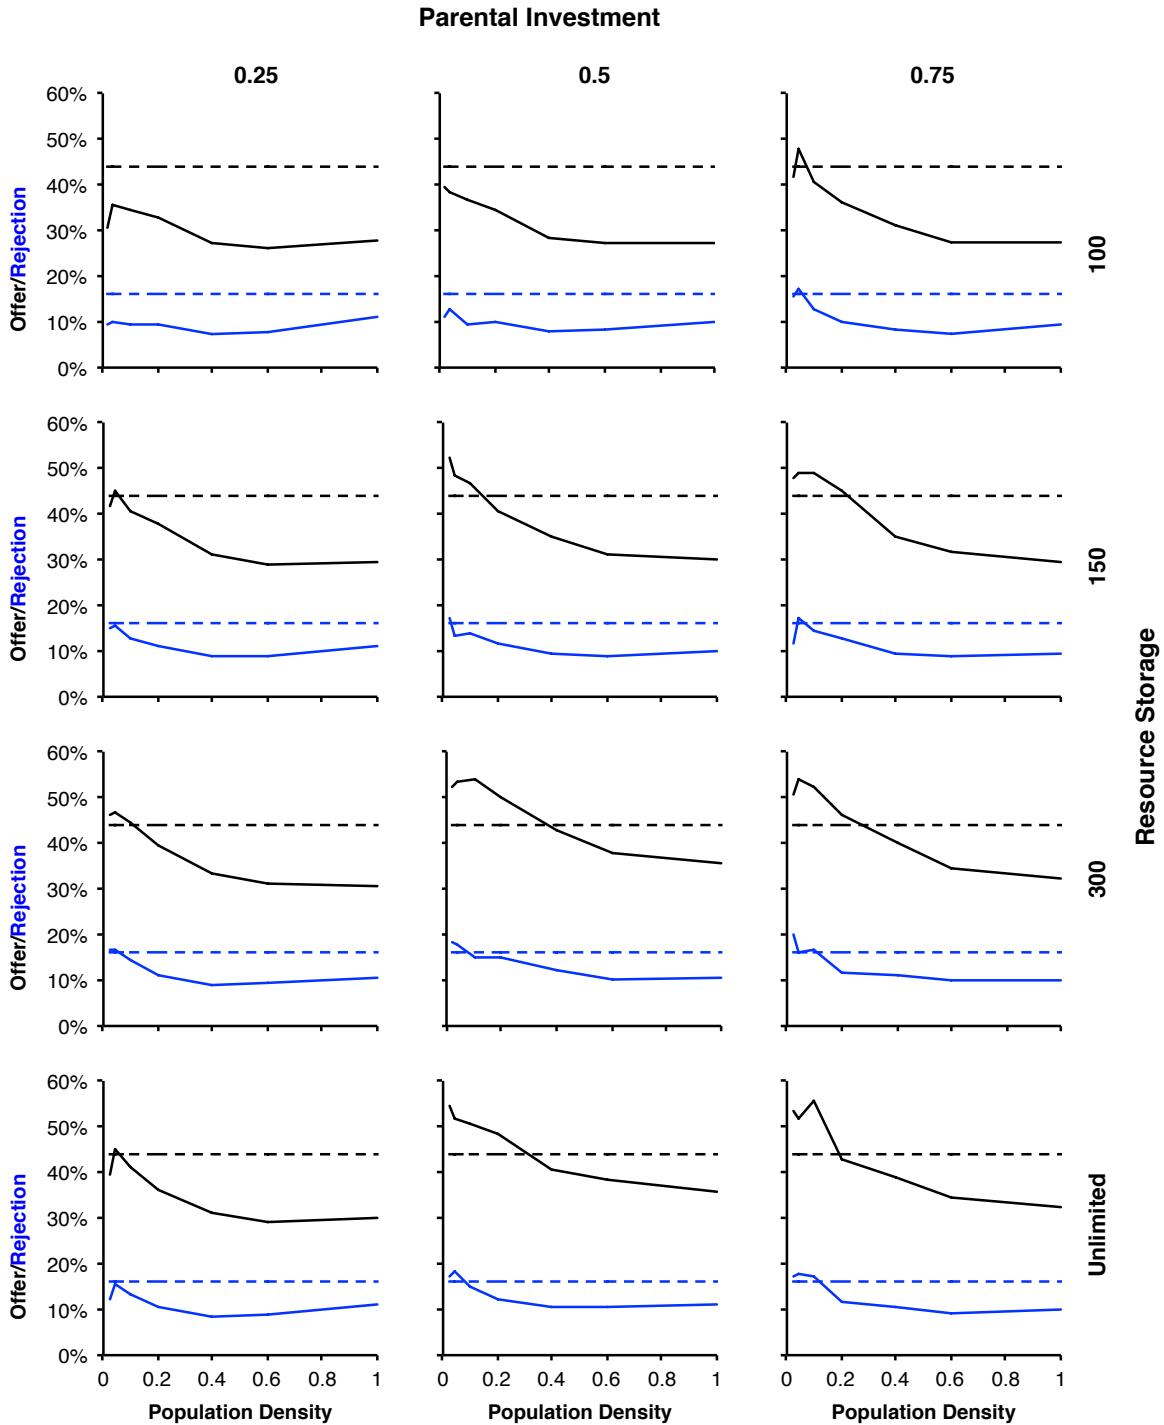 Parental Investment
0.25 0.5 0.75
60%
50%
40%
30%
20%
10%
0%
Offer/Rejection
100
60%
50%
40%
30%
20%
10%
0%
Offer/Rejection
150
60%
50%
40%
30%
20%
10%
0%
Offer/Rejection
300
60%
50%
40%
30%
20%
10%
0%
Offer/Rejection
Unlimited
Resource Storage
0 0.2 0.4 0.6 0.8 1
0 0.2 0.4 0.6 0.8 1
0 0.2 0.4 0.6 0.8 1
Population Density Population Density Population Density